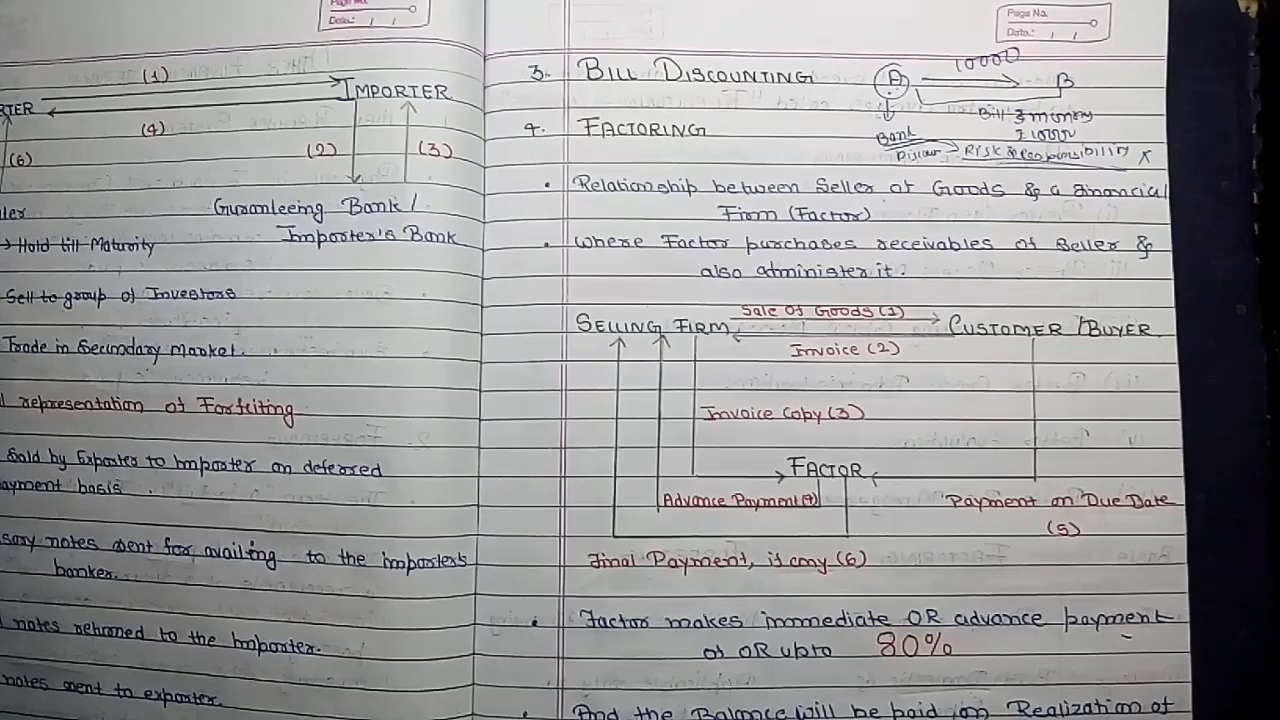 Data: / /
(1)
IMPORTER
(4)
(6)
(2)
(3)
Guranleeing Bank /
Importer's Bank
→ Hold till Maturity
Sell to group of Investors
Trade in Secondary Market.
representation of Forfeiting
Sold by Exporter to Importer on deferred
ayment basis.
sory notes sent for availing to the importer's
banker.
notes returned to the Importer.
notes sent to exporter.
Page No.
Data: / /
3. BILL DISCOUNTING
A
10000
B
4. FACTORING
Bank
Risk & Responsibility x
• Relationship between Seller of Goods & a Financial
Firm (Factor)
• Where Factor purchases receivables of Seller &
also administer it.
Sale of Goods (1)
SELLING FIRM
CUSTOMER / BUYER
Invoice (2)
Invoice Copy (3)
FACTOR
Advance Payment (4)
Payment on Due Date
(5)
Final Payment, if any (6)
• Factor makes immediate OR advance payment
of OR upto 80%
• And the Balance will be paid on Realization of